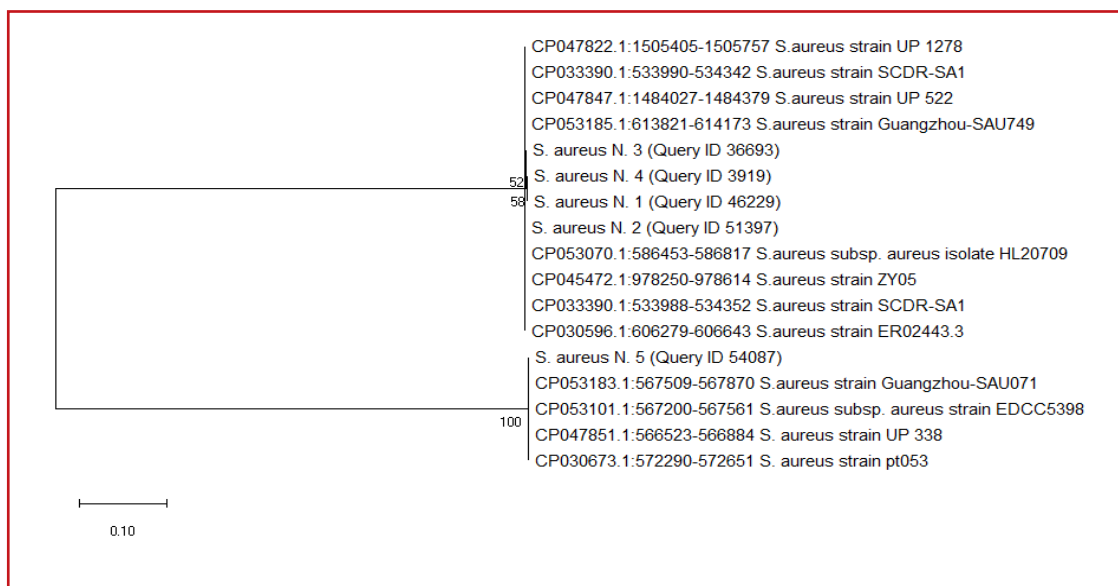 CP047822.1:1505405-1505757 S.aureus strain UP 1278
CP033390.1:533990-534342 S.aureus strain SCDR-SA1
CP047847.1:1484027-1484379 S.aureus strain UP 522
CP053185.1:613821-614173 S.aureus strain Guangzhou-SAU749
S. aureus N. 3 (Query ID 36693)
S. aureus N. 4 (Query ID 3919)
52
S. aureus N. 1 (Query ID 46229)
58
S. aureus N. 2 (Query ID 51397)
CP053070.1:586453-586817 S.aureus subsp. aureus isolate HL20709
CP045472.1:978250-978614 S.aureus strain ZY05
CP033390.1:533988-534352 S.aureus strain SCDR-SA1
CP030596.1:606279-606643 S.aureus strain ER02443.3
S. aureus N. 5 (Query ID 54087)
CP053183.1:567509-567870 S.aureus strain Guangzhou-SAU071
CP053101.1:567200-567561 S.aureus subsp. aureus strain EDCC5398
100
CP047851.1:566523-566884 S. aureus strain UP 338
CP030673.1:572290-572651 S. aureus strain pt053
0.10